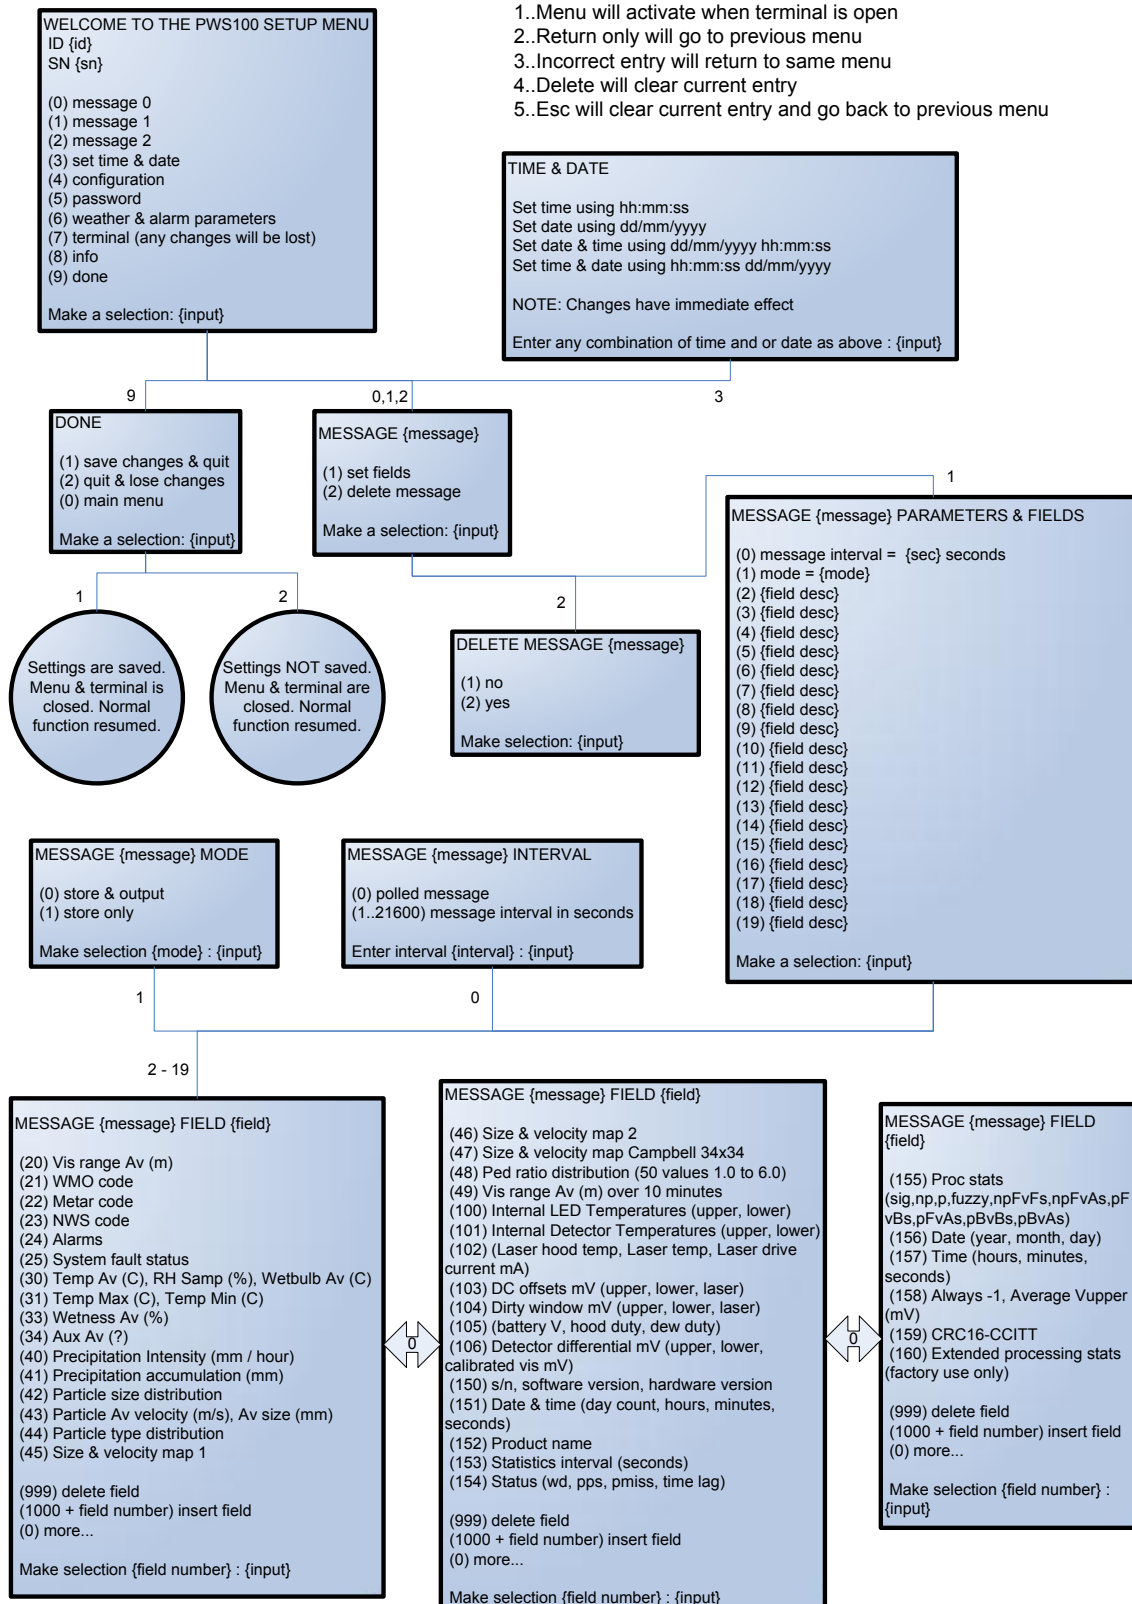 1..Menu will activate when terminal is open
2..Return only will go to previous menu
3..Incorrect entry will return to same menu
4..Delete will clear current entry
5..Esc will clear current entry and go back to previous menu
WELCOME TO THE PWS100 SETUP MENU
ID {id}
SN {sn}
(0) message 0
(1) message 1
(2) message 2
(3) set time & date
(4) configuration
(5) password
(6) weather & alarm parameters
(7) terminal (any changes will be lost)
(8) info
(9) done
Make a selection: {input}
TIME & DATE
Set time using hh:mm:ss
Set date using dd/mm/yyyy
Set date & time using dd/mm/yyyy hh:mm:ss
Set time & date using hh:mm:ss dd/mm/yyyy
NOTE: Changes have immediate effect
Enter any combination of time and or date as above : {input}
9
0,1,2
3
DONE
(1) save changes & quit
(2) quit & lose changes
(0) main menu
Make a selection: {input}
MESSAGE {message}
(1) set fields
(2) delete message
Make a selection: {input}
1
MESSAGE {message} PARAMETERS & FIELDS
(0) message interval =  {sec} seconds
(1) mode = {mode}
(2) {field desc}
(3) {field desc}
(4) {field desc}
(5) {field desc}
(6) {field desc}
(7) {field desc}
(8) {field desc}
(9) {field desc}
(10) {field desc}
(11) {field desc}
(12) {field desc}
(13) {field desc}
(14) {field desc}
(15) {field desc}
(16) {field desc}
(17) {field desc}
(18) {field desc}
(19) {field desc}
Make a selection: {input}
1
2
2
Settings are saved.
Menu & terminal is
closed. Normal
function resumed.
Settings NOT saved.
Menu & terminal are
closed. Normal
function resumed.
DELETE MESSAGE {message}
(1) no
(2) yes
Make selection: {input}
MESSAGE {message} MODE
(0) store & output
(1) store only
Make selection {mode} : {input}
MESSAGE {message} INTERVAL
(0) polled message
(1..21600) message interval in seconds
Enter interval {interval} : {input}
1
0
2 - 19
MESSAGE {message} FIELD {field}
(20) Vis range Av (m)
(21) WMO code
(22) Metar code
(23) NWS code
(24) Alarms
(25) System fault status
(30) Temp Av (C), RH Samp (%), Wetbulb Av (C)
(31) Temp Max (C), Temp Min (C)
(33) Wetness Av (%)
(34) Aux Av (?)
(40) Precipitation Intensity (mm / hour)
(41) Precipitation accumulation (mm)
(42) Particle size distribution
(43) Particle Av velocity (m/s), Av size (mm)
(44) Particle type distribution
(45) Size & velocity map 1
(999) delete field
(1000 + field number) insert field
(0) more...
Make selection {field number} : {input}
0
MESSAGE {message} FIELD {field}
(46) Size & velocity map 2
(47) Size & velocity map Campbell 34x34
(48) Ped ratio distribution (50 values 1.0 to 6.0)
(49) Vis range Av (m) over 10 minutes
(100) Internal LED Temperatures (upper, lower)
(101) Internal Detector Temperatures (upper, lower)
(102) (Laser hood temp, Laser temp, Laser drive
current mA)
(103) DC offsets mV (upper, lower, laser)
(104) Dirty window mV (upper, lower, laser)
(105) (battery V, hood duty, dew duty)
(106) Detector differential mV (upper, lower,
calibrated vis mV)
(150) s/n, software version, hardware version
(151) Date & time (day count, hours, minutes,
seconds)
(152) Product name
(153) Statistics interval (seconds)
(154) Status (wd, pps, pmiss, time lag)
(999) delete field
(1000 + field number) insert field
(0) more...
Make selection {field number} : {input}
0
MESSAGE {message} FIELD
{field}
(155) Proc stats
(sig,np,p,fuzzy,npFvFs,npFvAs,pF
vBs,pFvAs,pBvBs,pBvAs)
(156) Date (year, month, day)
(157) Time (hours, minutes,
seconds)
(158) Always -1, Average Vupper
(mV)
(159) CRC16-CCITT
(160) Extended processing stats
(factory use only)
(999) delete field
(1000 + field number) insert field
(0) more...
Make selection {field number} :
{input}